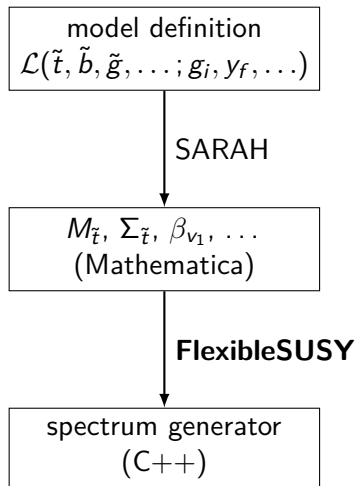 model definition
ℒ(t̃, b̃, g̃, . . . ; gᵢ, y_f, . . .)
SARAH
M_t̃, Σ_t̃, β_v₁, . . .
(Mathematica)
FlexibleSUSY
spectrum generator
(C++)